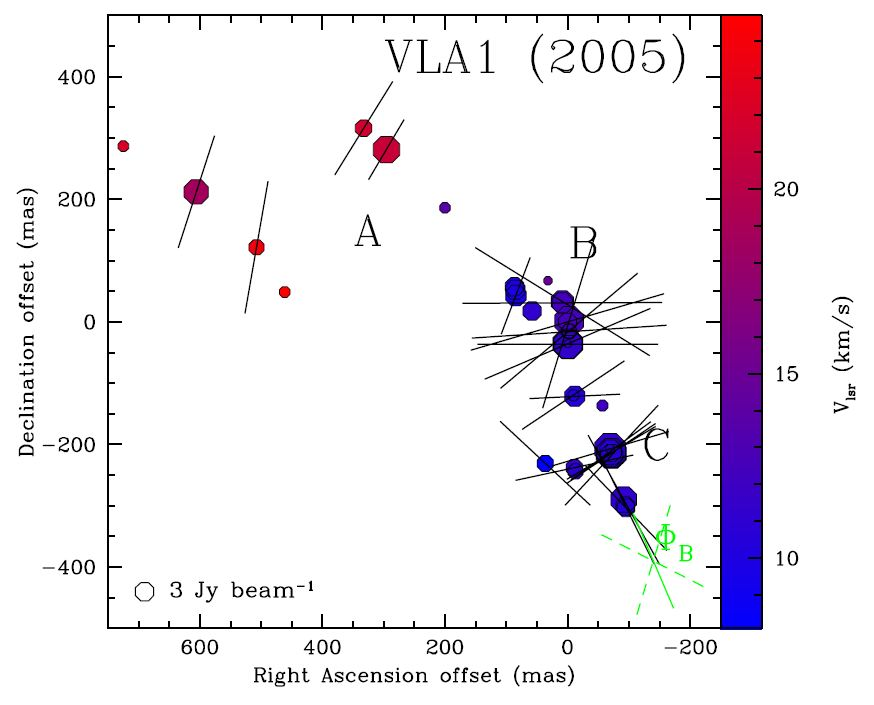 VLA1 (2005)
400
200
0
−200
−400
600
400
200
0
−200
Declination offset (mas)
Right Ascension offset (mas)
A
B
C
Φ_B
3 Jy beam⁻¹
20
15
10
V_lsr (km/s)